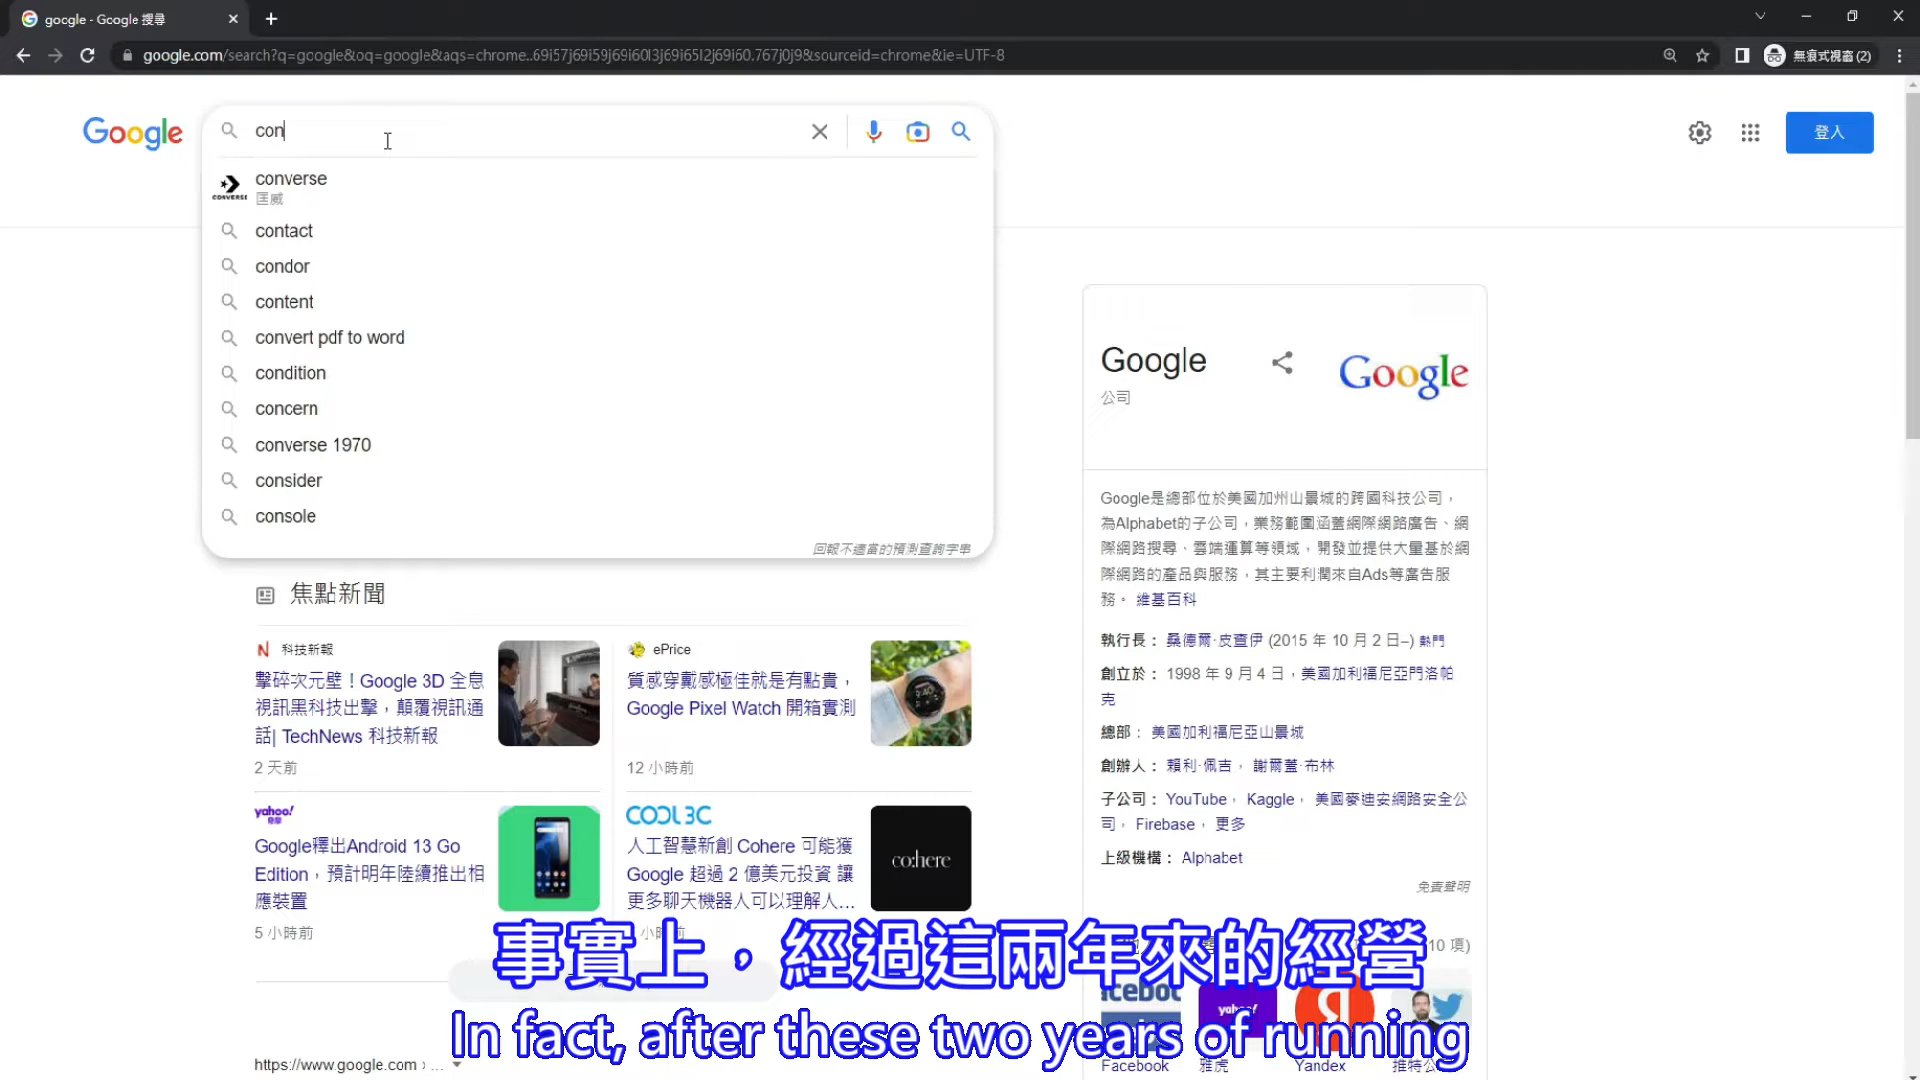 google - Google 搜尋
google.com/search?q=google&oq=google&aqs=chrome..69i57j69i59j69i60l3j69i65l2j69i60.767j0j9&sourceid=chrome&ie=UTF-8
無痕式視窗 (2)
Google
con
登入
converse
匡威
CONVERSE
contact
condor
content
convert pdf to word
condition
concern
converse 1970
consider
console
回報不適當的預測查詢字串
焦點新聞
科技新報
擊碎次元壁！Google 3D 全息
視訊黑科技出擊，顛覆視訊通
話| TechNews 科技新報
2 天前
ePrice
質感穿戴感極佳就是有點貴，
Google Pixel Watch 開箱實測
12 小時前
yahoo!
奇摩
Google釋出Android 13 Go
Edition，預計明年陸續推出相
應裝置
5 小時前
COOL3C
人工智慧新創 Cohere 可能獲
Google 超過 2 億美元投資 讓
更多聊天機器人可以理解人...
小時前
co:here
https://www.google.com › ...
Google
公司
Google
Google是總部位於美國加州山景城的跨國科技公司，
為Alphabet的子公司，業務範圍涵蓋網際網路廣告、網
際網路搜尋、雲端運算等領域，開發並提供大量基於網
際網路的產品與服務，其主要利潤來自Ads等廣告服
務。 維基百科
執行長： 桑德爾·皮查伊 (2015 年 10 月 2 日–) 熱門
創立於： 1998 年 9 月 4 日，美國加利福尼亞門洛帕
克
總部： 美國加利福尼亞山景城
創辦人： 賴利·佩吉， 謝爾蓋·布林
子公司： YouTube， Kaggle， 美國麥迪安網路安全公
司， Firebase， 更多
上級機構： Alphabet
免責聲明
10 項)
yahoo!
Facebook
雅虎
Yandex
推特公
事實上，經過這兩年來的經營
In fact, after these two years of running